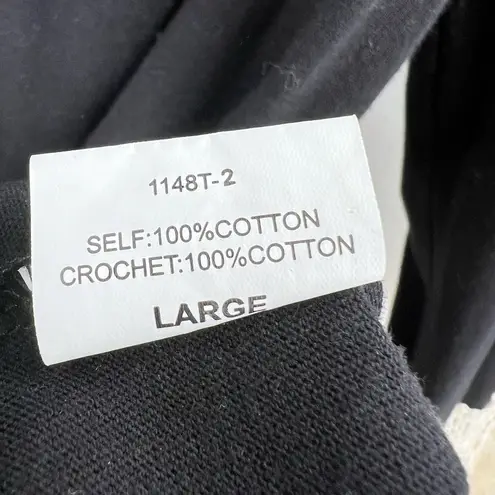 1148T-2
SELF:100%COTTON
CROCHET:100%COTTON
LARGE